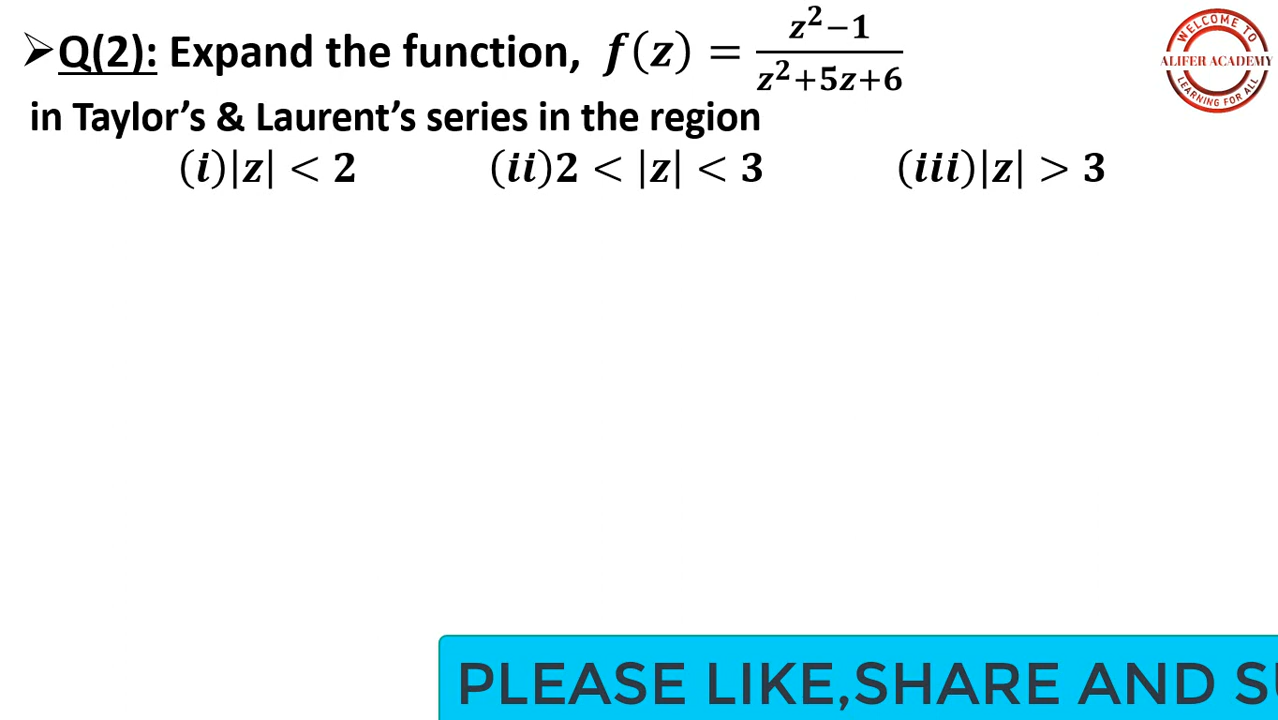 ➢Q(2): Expand the function, f(z) = (z²−1)/(z²+5z+6)
in Taylor’s & Laurent’s series in the region
(i)|z| < 2 (ii)2 < |z| < 3 (iii)|z| > 3
WELCOME TO
ALIFER ACADEMY
LEARNING FOR ALL
PLEASE LIKE,SHARE AND